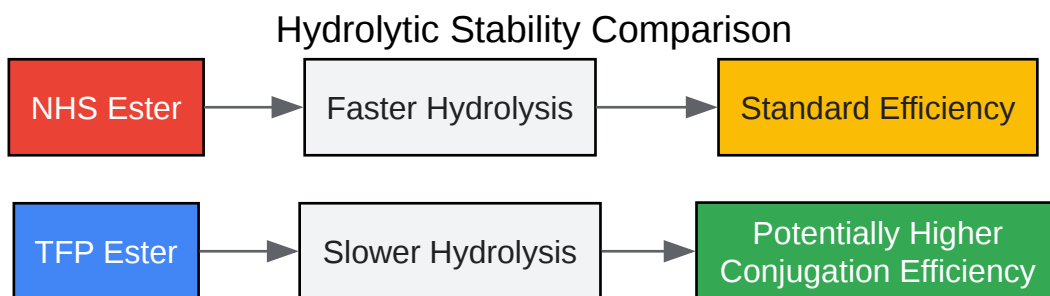 Hydrolytic Stability Comparison
NHS Ester
Faster Hydrolysis
Standard Efficiency
TFP Ester
Slower Hydrolysis
Potentially Higher
Conjugation Efficiency